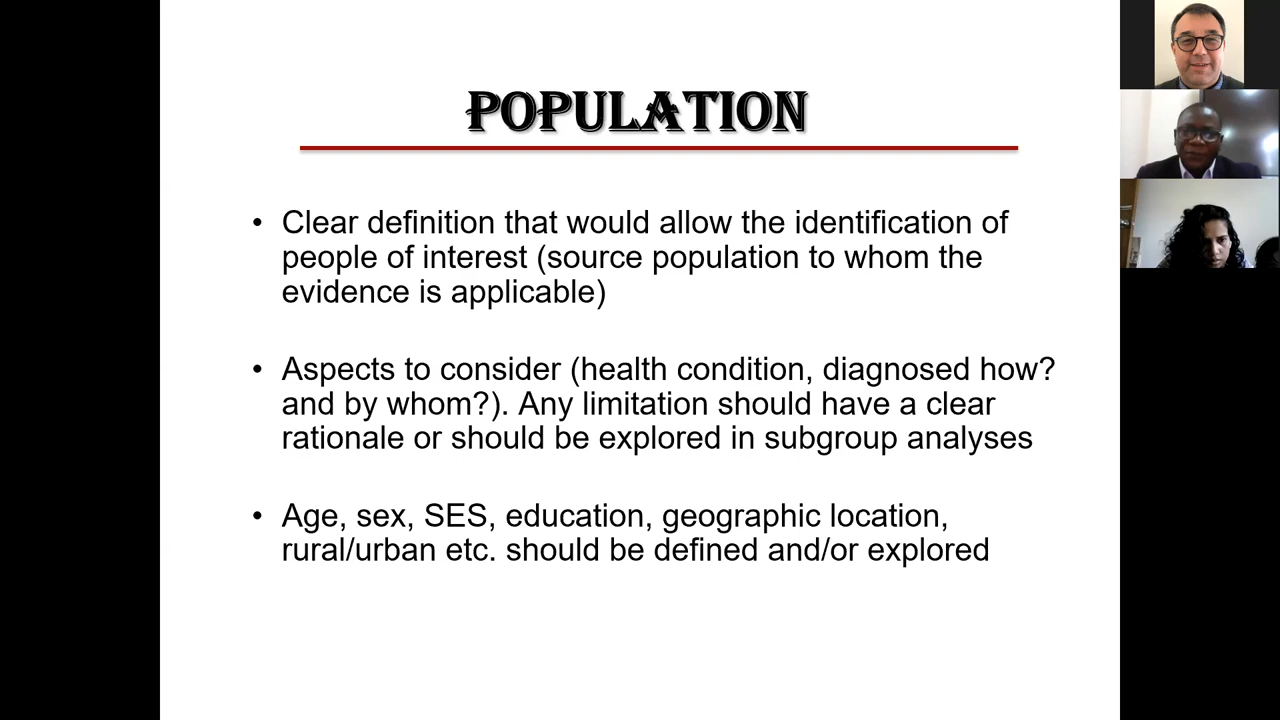 POPULATION
• Clear definition that would allow the identification of
people of interest (source population to whom the
evidence is applicable)
• Aspects to consider (health condition, diagnosed how?
and by whom?). Any limitation should have a clear
rationale or should be explored in subgroup analyses
• Age, sex, SES, education, geographic location,
rural/urban etc. should be defined and/or explored